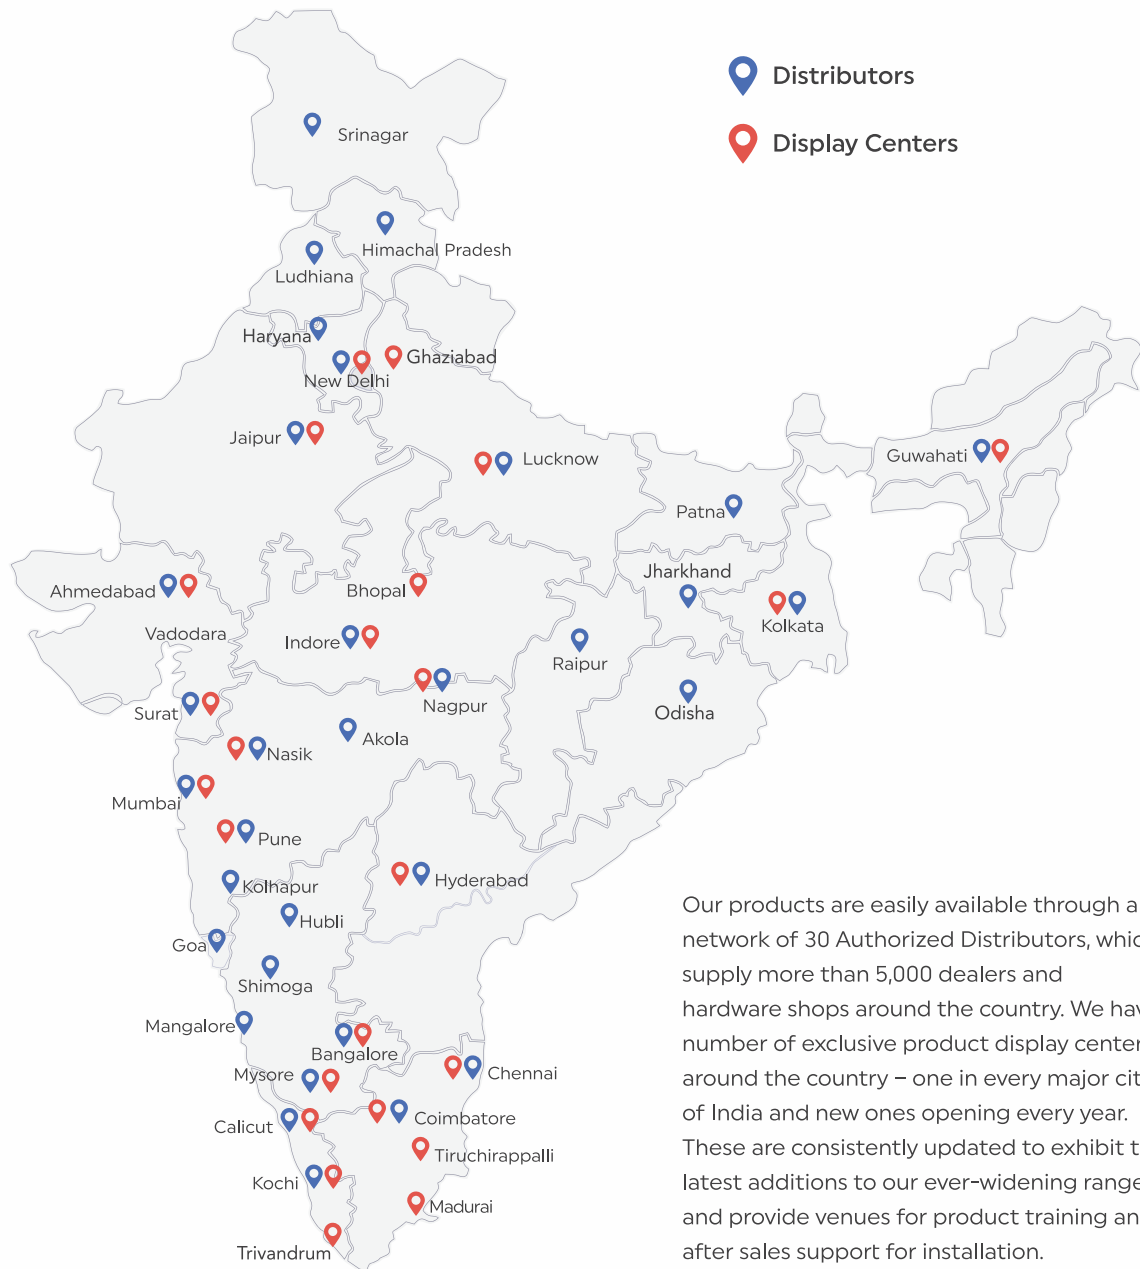 Distributors
Display Centers
Srinagar
Himachal Pradesh
Ludhiana
Haryana
Ghaziabad
New Delhi
Jaipur
Lucknow
Guwahati
Patna
Jharkhand
Ahmedabad
Bhopal
Kolkata
Vadodara
Indore
Raipur
Nagpur
Surat
Odisha
Akola
Nasik
Mumbai
Pune
Hyderabad
Kolhapur
Hubli
Goa
Shimoga
Mangalore
Bangalore
Chennai
Mysore
Coimbatore
Calicut
Tiruchirappalli
Kochi
Madurai
Trivandrum
Our products are easily available through a
network of 30 Authorized Distributors, whic
supply more than 5,000 dealers and
hardware shops around the country. We hav
number of exclusive product display center
around the country – one in every major cit
of India and new ones opening every year.
These are consistently updated to exhibit t
latest additions to our ever-widening range
and provide venues for product training an
after sales support for installation.